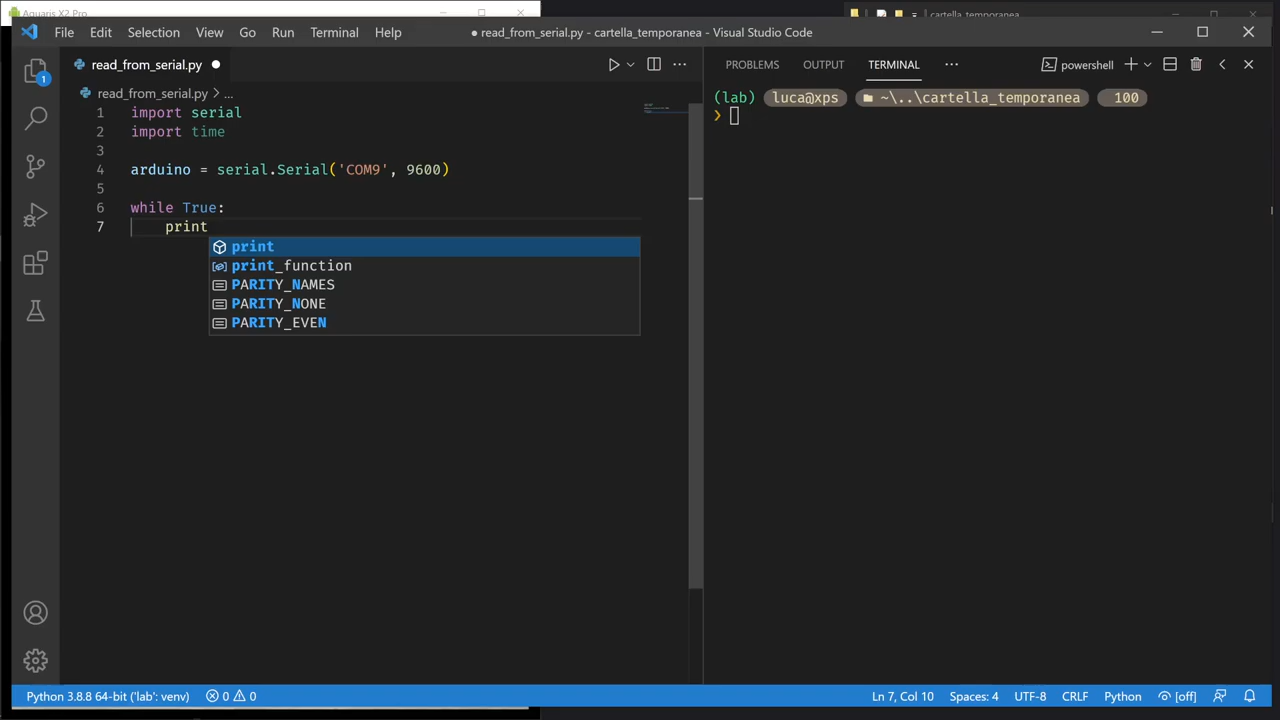 Aquaris X2 Pro
cartella_temporanea
File Edit Selection View Go Run Terminal Help
● read_from_serial.py - cartella_temporanea - Visual Studio Code
1
read_from_serial.py ●
read_from_serial.py > ...
1 import serial
2 import time
3
4 arduino = serial.Serial('COM9', 9600)
5
6 while True:
7 print
print
print_function
PARITY_NAMES
PARITY_NONE
PARITY_EVEN
PROBLEMS OUTPUT TERMINAL ... powershell
(lab) luca@xps ~\..\cartella_temporanea 100
❯
Python 3.8.8 64-bit ('lab': venv) 0 0 Ln 7, Col 10 Spaces: 4 UTF-8 CRLF Python [off]